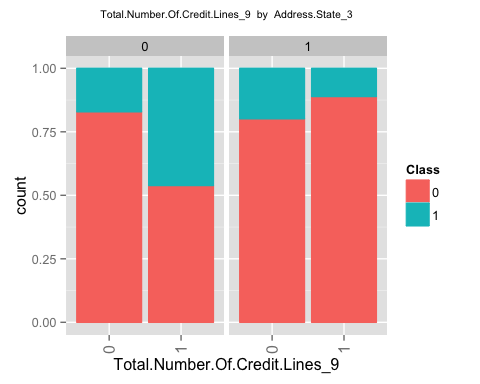 Total.Number.Of.Credit.Lines_9 by Address.State_3
0 1
1.00
0.75
0.50
0.25
0.00
count
0 1 0 1
Total.Number.Of.Credit.Lines_9
Class
0
1